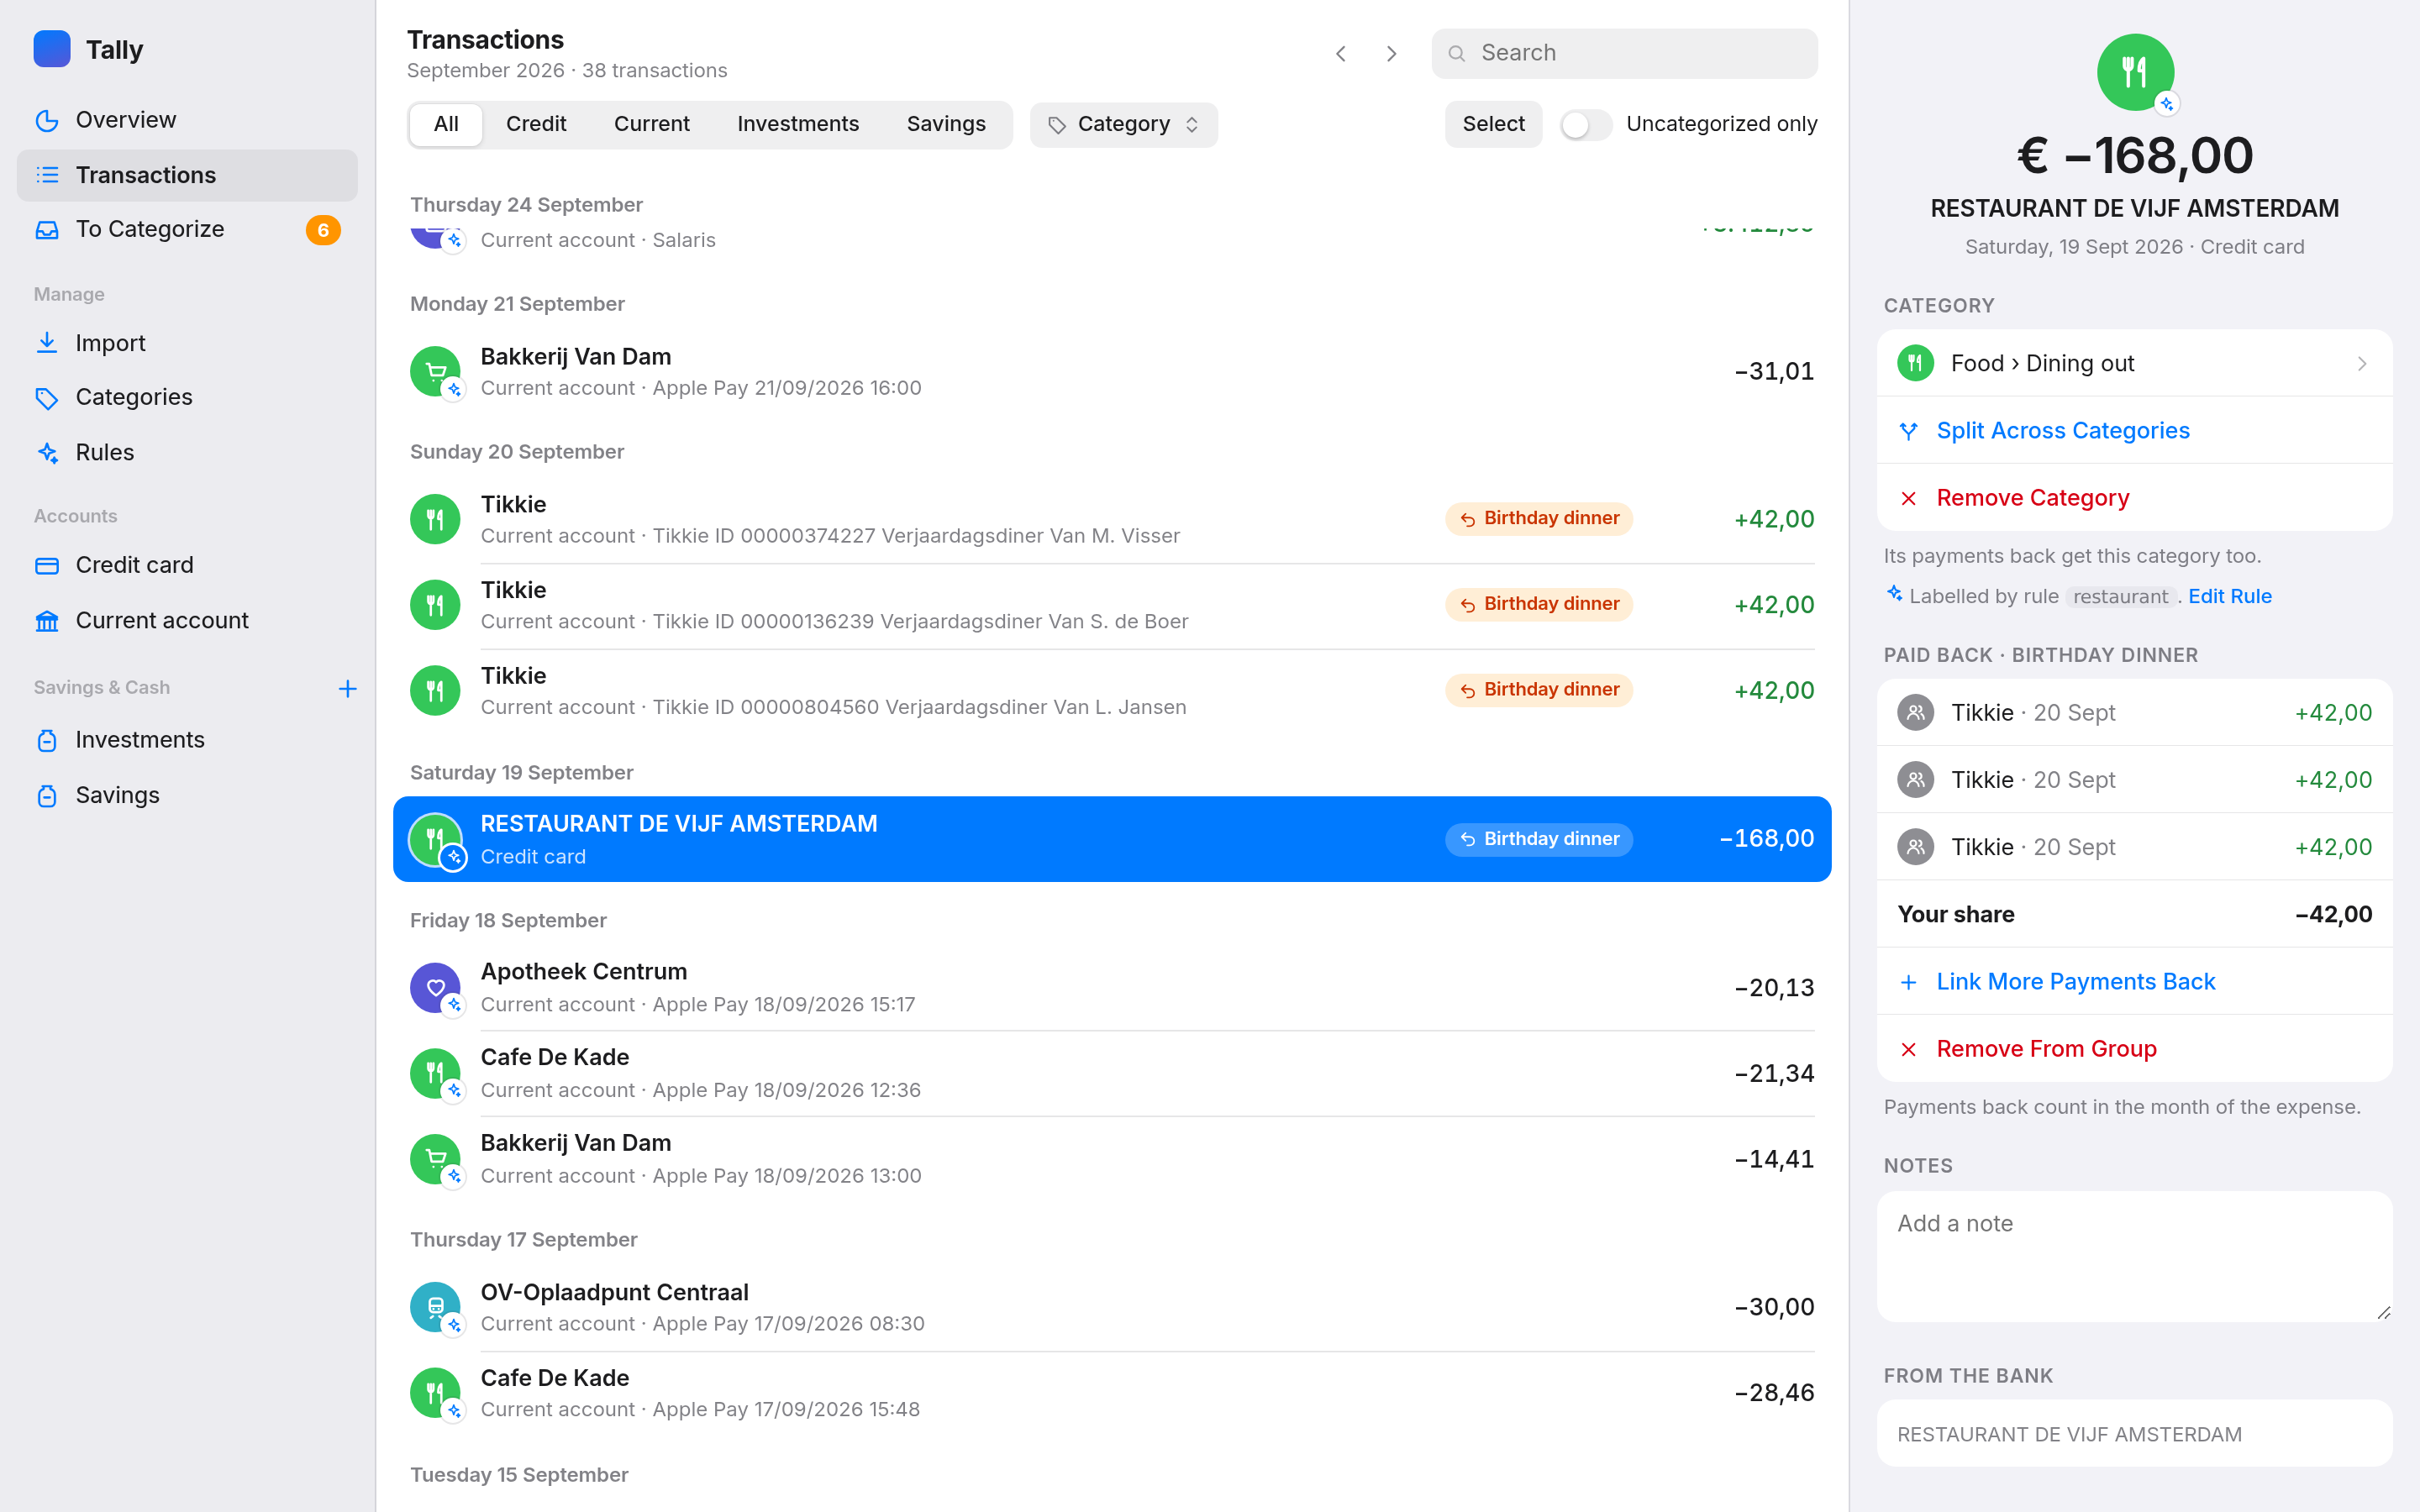 Tally
Overview
Transactions
To Categorize 6
Manage
Import
Categories
Rules
Accounts
Credit card
Current account
Savings & Cash
Investments
Savings
Transactions
September 2026 · 38 transactions
Search
All Credit Current Investments Savings
Category
Select
Uncategorized only
Thursday 24 September
Current account · Salaris
Monday 21 September
Bakkerij Van Dam
Current account · Apple Pay 21/09/2026 16:00
−31,01
Sunday 20 September
Tikkie
Current account · Tikkie ID 00000374227 Verjaardagsdiner Van M. Visser
Birthday dinner
+42,00
Tikkie
Current account · Tikkie ID 00000136239 Verjaardagsdiner Van S. de Boer
Birthday dinner
+42,00
Tikkie
Current account · Tikkie ID 00000804560 Verjaardagsdiner Van L. Jansen
Birthday dinner
+42,00
Saturday 19 September
RESTAURANT DE VIJF AMSTERDAM
Credit card
Birthday dinner
−168,00
Friday 18 September
Apotheek Centrum
Current account · Apple Pay 18/09/2026 15:17
−20,13
Cafe De Kade
Current account · Apple Pay 18/09/2026 12:36
−21,34
Bakkerij Van Dam
Current account · Apple Pay 18/09/2026 13:00
−14,41
Thursday 17 September
OV-Oplaadpunt Centraal
Current account · Apple Pay 17/09/2026 08:30
−30,00
Cafe De Kade
Current account · Apple Pay 17/09/2026 15:48
−28,46
Tuesday 15 September
€ −168,00
RESTAURANT DE VIJF AMSTERDAM
Saturday, 19 Sept 2026 · Credit card
CATEGORY
Food › Dining out
Split Across Categories
Remove Category
Its payments back get this category too.
Labelled by rule restaurant. Edit Rule
PAID BACK · BIRTHDAY DINNER
Tikkie · 20 Sept +42,00
Tikkie · 20 Sept +42,00
Tikkie · 20 Sept +42,00
Your share −42,00
Link More Payments Back
Remove From Group
Payments back count in the month of the expense.
NOTES
Add a note
FROM THE BANK
RESTAURANT DE VIJF AMSTERDAM